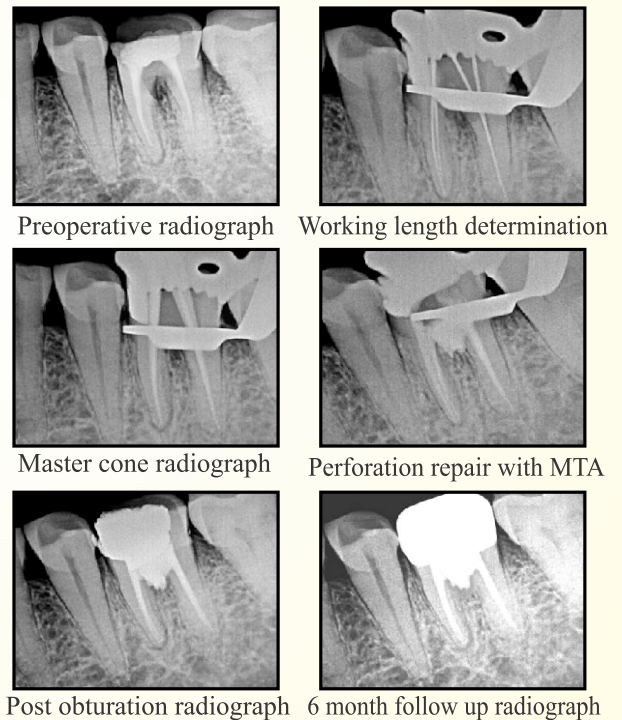 Preoperative radiograph
Working length determination
Master cone radiograph
Perforation repair with MTA
Post obturation radiograph
6 month follow up radiograph